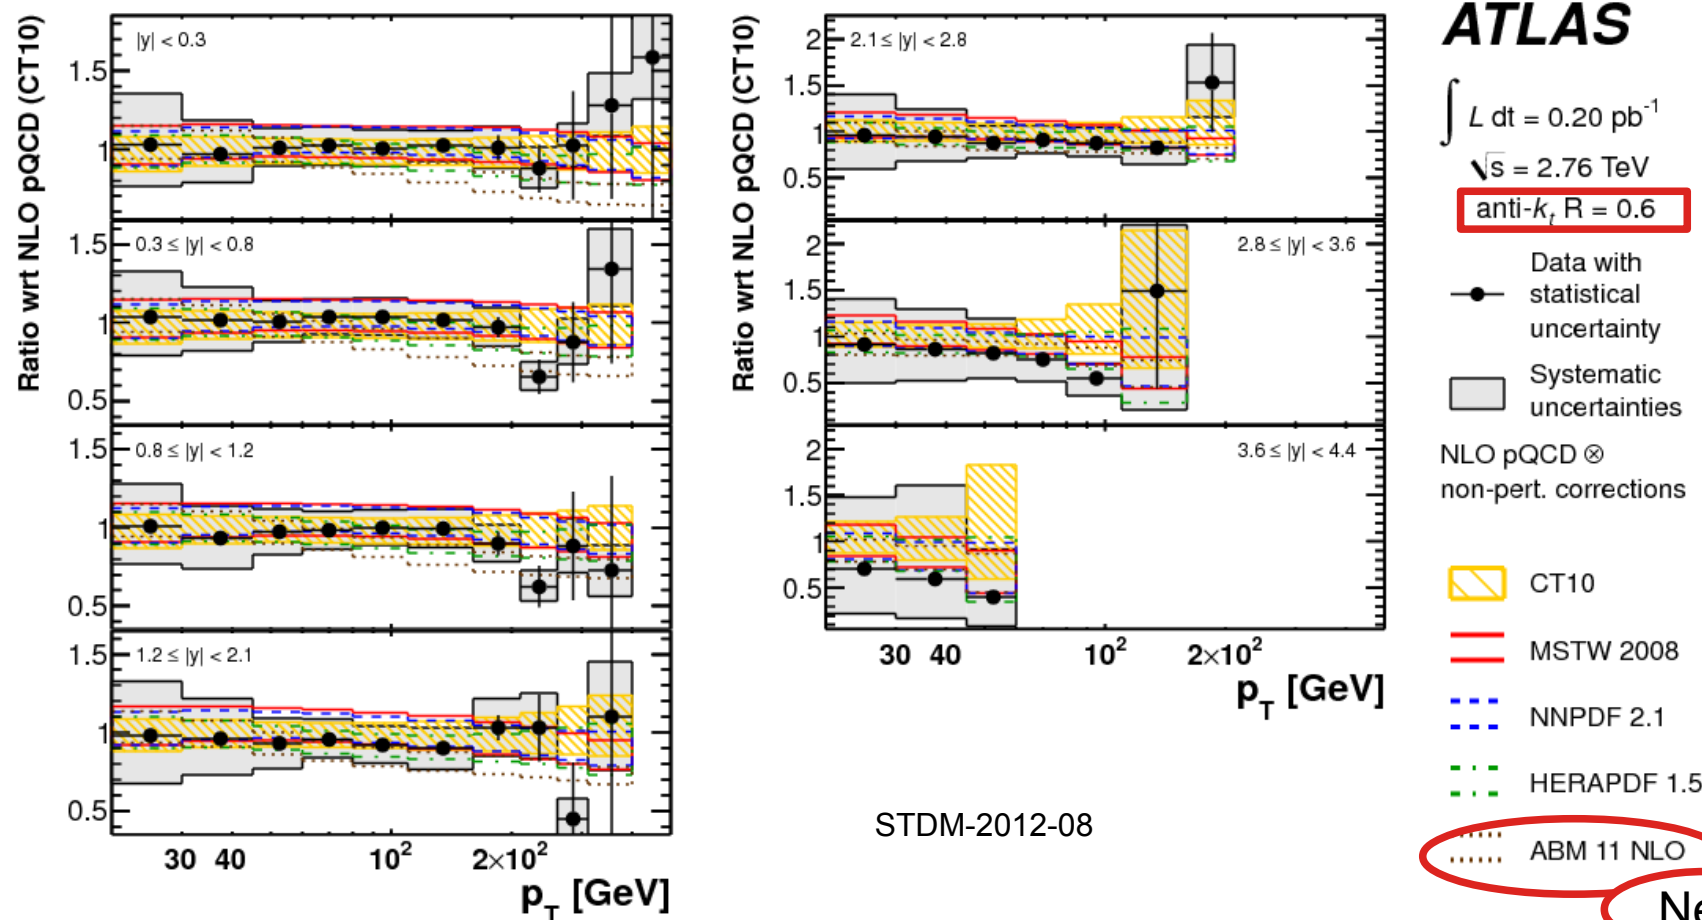 Ratio wrt NLO pQCD (CT10)
|y| < 0.3
1.5
1
0.3 ≤ |y| < 0.8
1.5
1
0.5
0.8 ≤ |y| < 1.2
1.5
1
0.5
1.2 ≤ |y| < 2.1
1.5
1
0.5
30 40 10² 2×10²
p_T [GeV]
Ratio wrt NLO pQCD (CT10)
2.1 ≤ |y| < 2.8
2
1.5
1
0.5
2.8 ≤ |y| < 3.6
2
1.5
1
0.5
3.6 ≤ |y| < 4.4
2
1.5
1
0.5
30 40 10² 2×10²
p_T [GeV]
STDM-2012-08
ATLAS
∫ L dt = 0.20 pb⁻¹
√s = 2.76 TeV
anti-k_t R = 0.6
Data with
statistical
uncertainty
Systematic
uncertainties
NLO pQCD ⊗
non-pert. corrections
CT10
MSTW 2008
NNPDF 2.1
HERAPDF 1.5
ABM 11 NLO